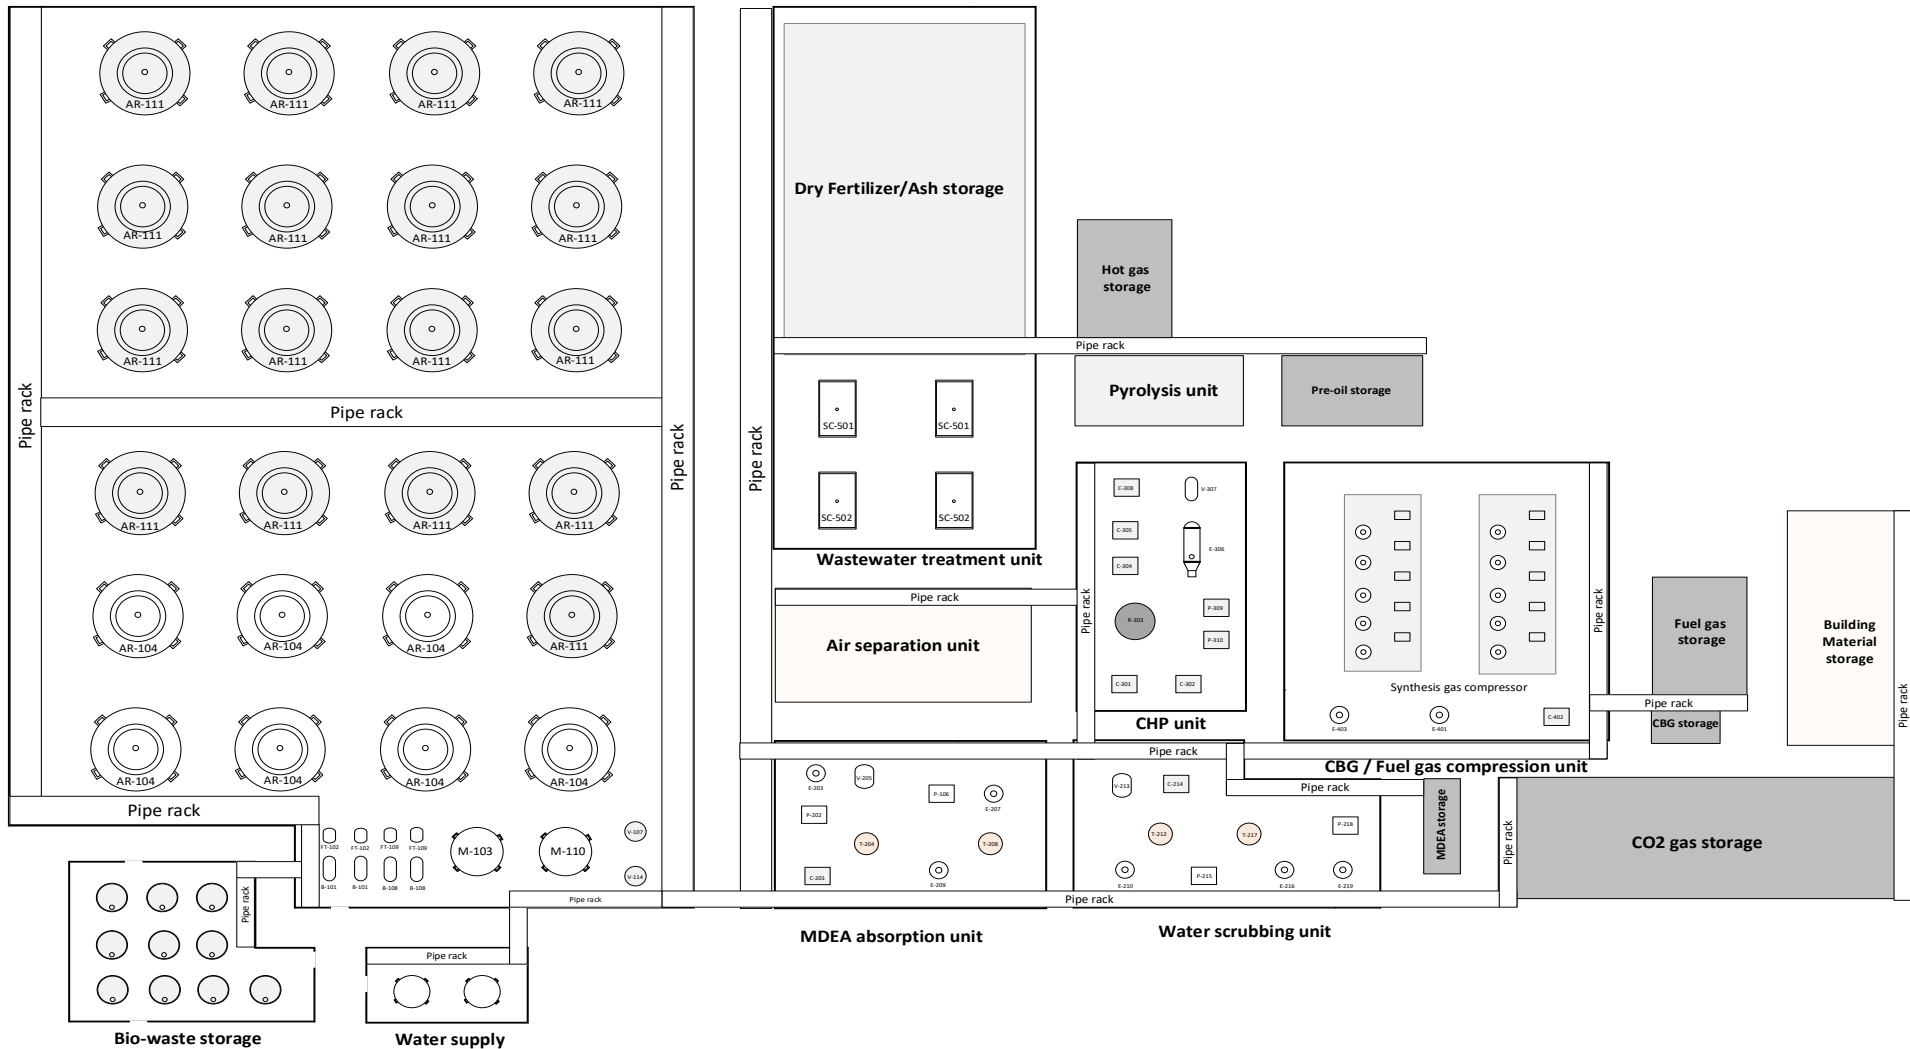 AR-111 AR-111 AR-111 AR-111
AR-111 AR-111 AR-111 AR-111
AR-111 AR-111 AR-111 AR-111
Pipe rack
Pipe rack
Pipe rack
AR-111 AR-111 AR-111 AR-111
AR-104 AR-104 AR-104 AR-111
AR-104 AR-104 AR-104 AR-104
Pipe rack
FT-102 FT-102 FT-109 FT-109
B-101 B-101 B-108 B-108
M-103
M-110
V-107
V-114
Pipe rack
Pipe rack
Bio-waste storage
Pipe rack
Water supply
Pipe rack
Dry Fertilizer/Ash storage
Hot gas
storage
Pipe rack
Pyrolysis unit
Pre-oil storage
SC-501 SC-501
SC-502 SC-502
Wastewater treatment unit
Pipe rack
Air separation unit
Pipe rack
C-308
V-307
C-305
E-306
C-304
P-309
R-303
P-310
C-301
C-302
CHP unit
Synthesis gas compressor
E-403
E-401
C-402
Pipe rack
CBG / Fuel gas compression unit
Fuel gas
storage
Pipe rack
CBG storage
Building
Material
storage
Pipe rack
Pipe rack
E-203
V-205
P-106
E-207
P-202
T-204
T-208
C-201
E-209
MDEA absorption unit
V-213
C-214
Pipe rack
T-212
T-217
P-218
E-210
P-215
E-216
E-219
Pipe rack
Water scrubbing unit
MDEA storage
Pipe rack
CO2 gas storage